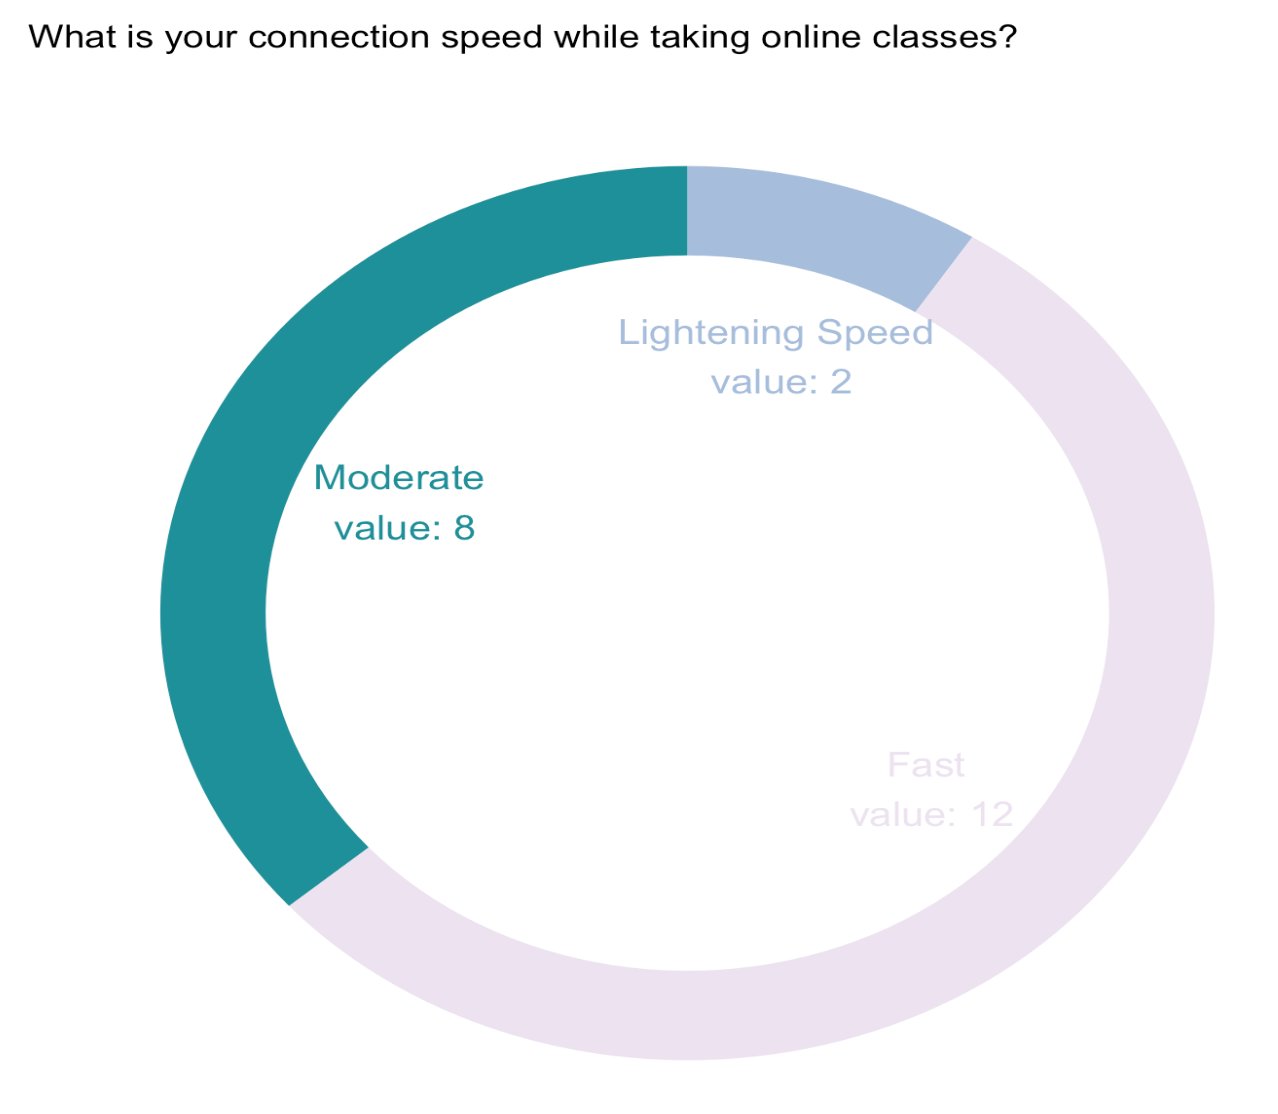 What is your connection speed while taking online classes?
Lightening Speed
value: 2
Moderate
value: 8
Fast
value: 12